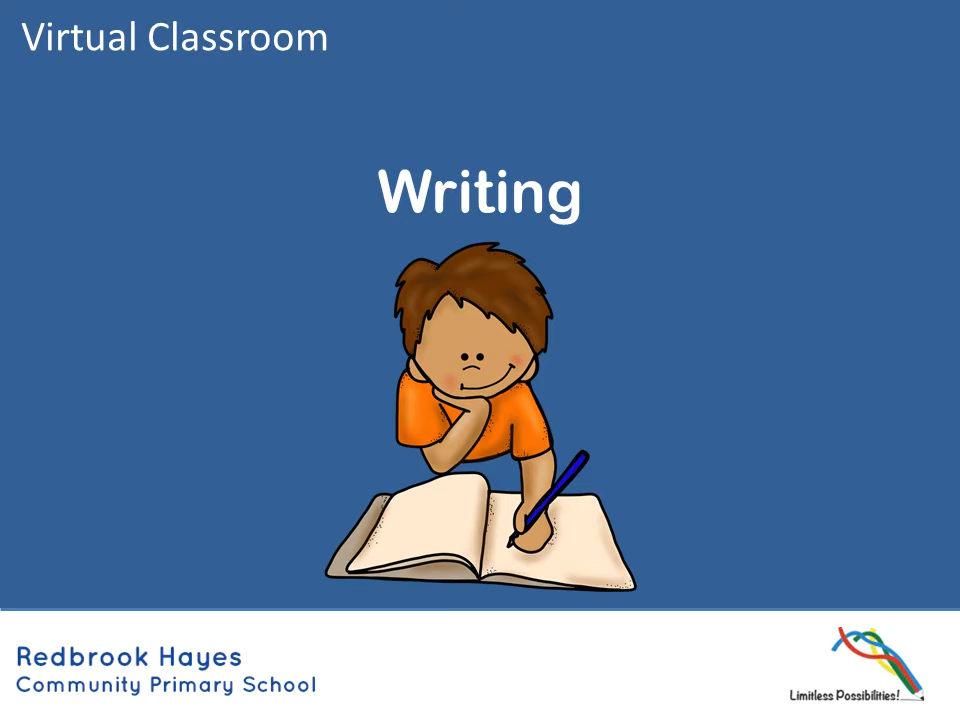 Virtual Classroom
Writing
Redbrook Hayes
Community Primary School
Limitless Possibilities!